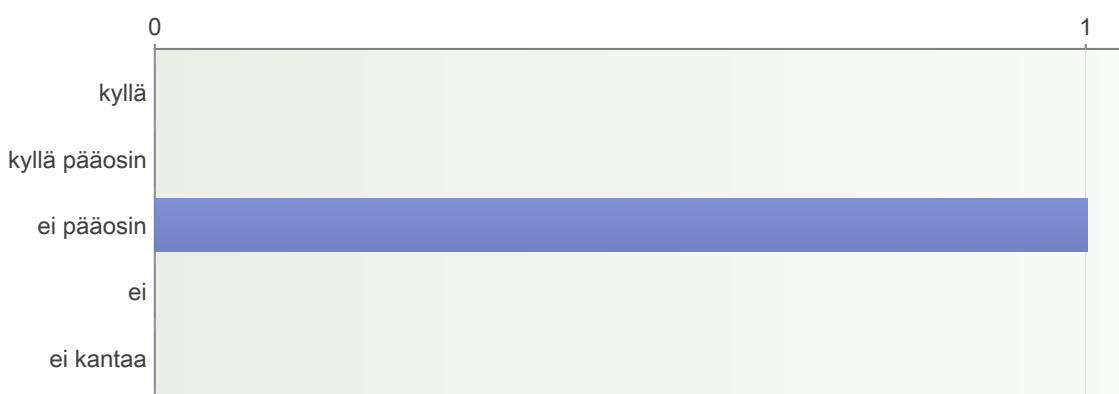 0 1
kyllä
kyllä pääosin
ei pääosin
ei
ei kantaa